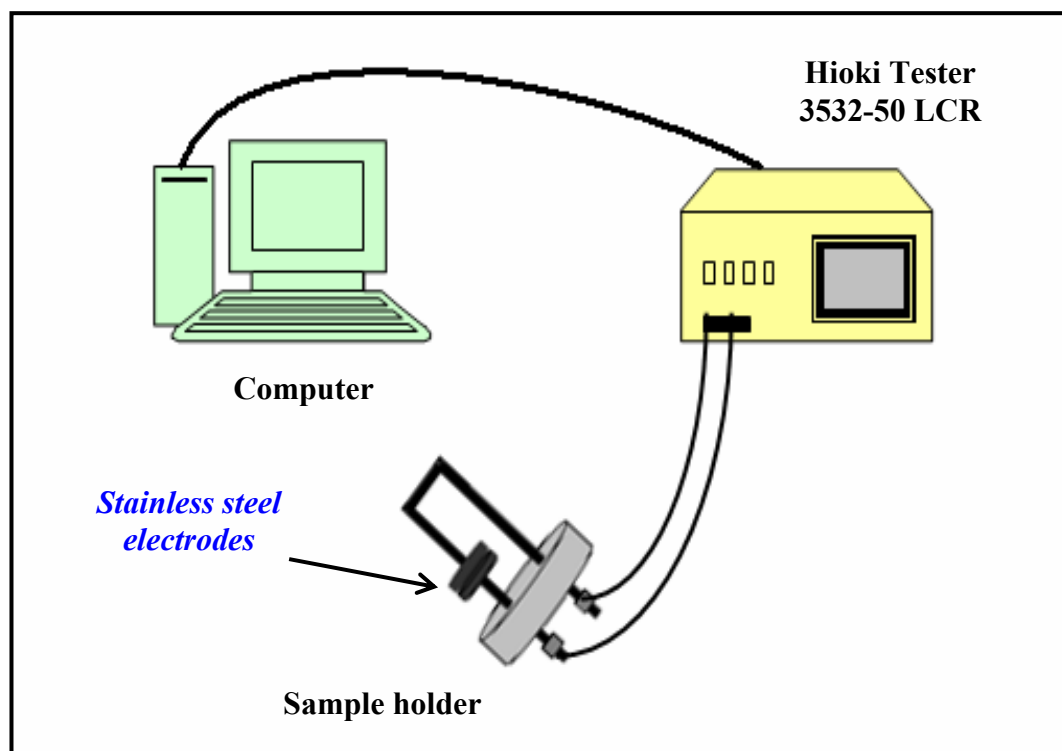 Hioki Tester
3532-50 LCR
Computer
Stainless steel
electrodes
Sample holder